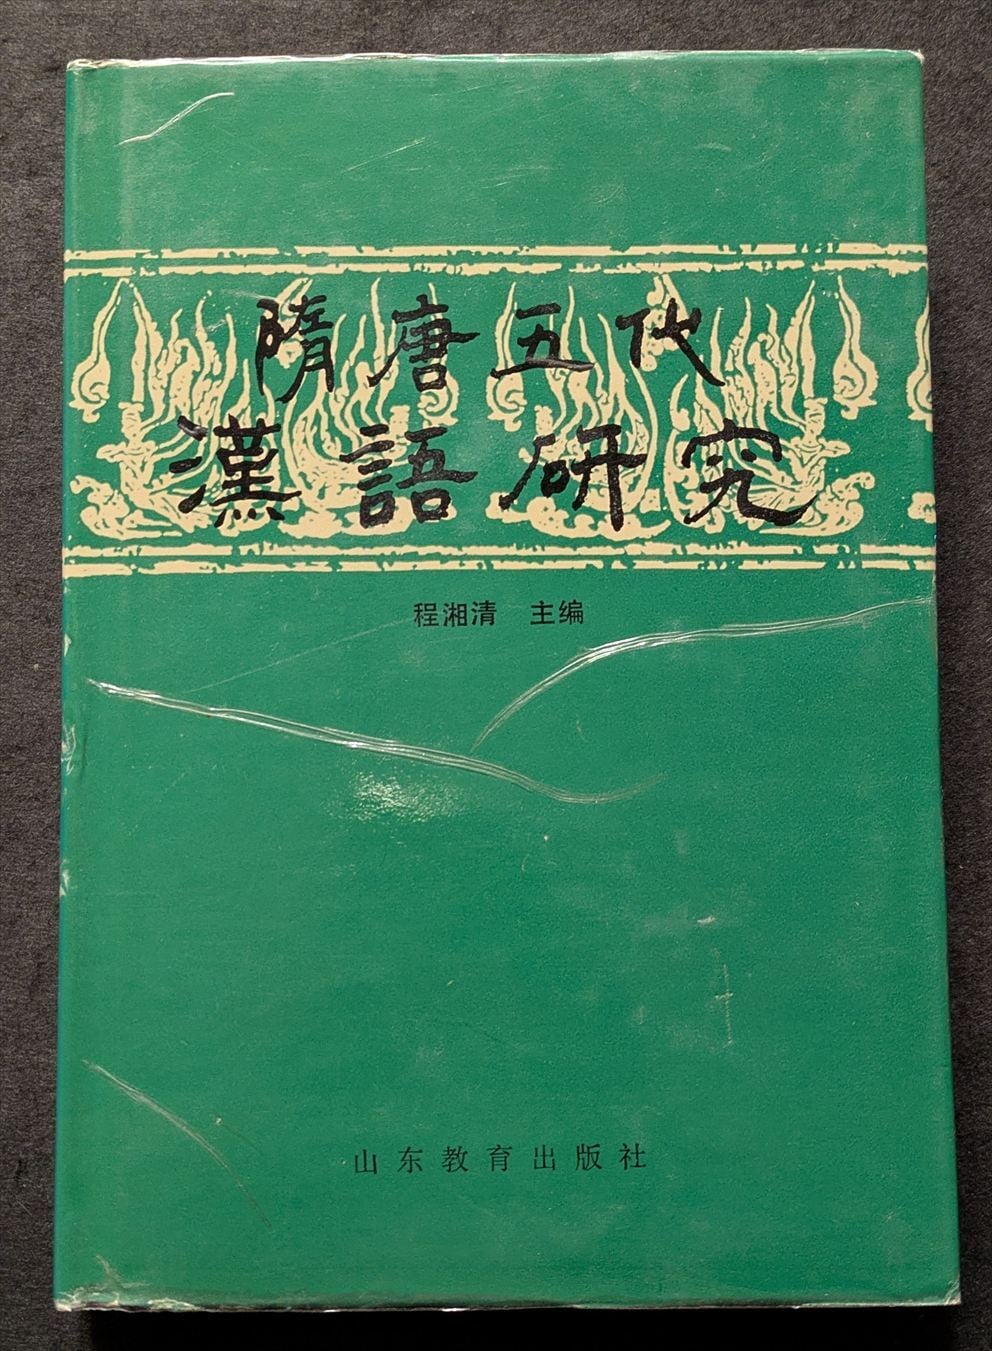 隋唐五代
漢語研究
程湘清 主编
山东教育出版社